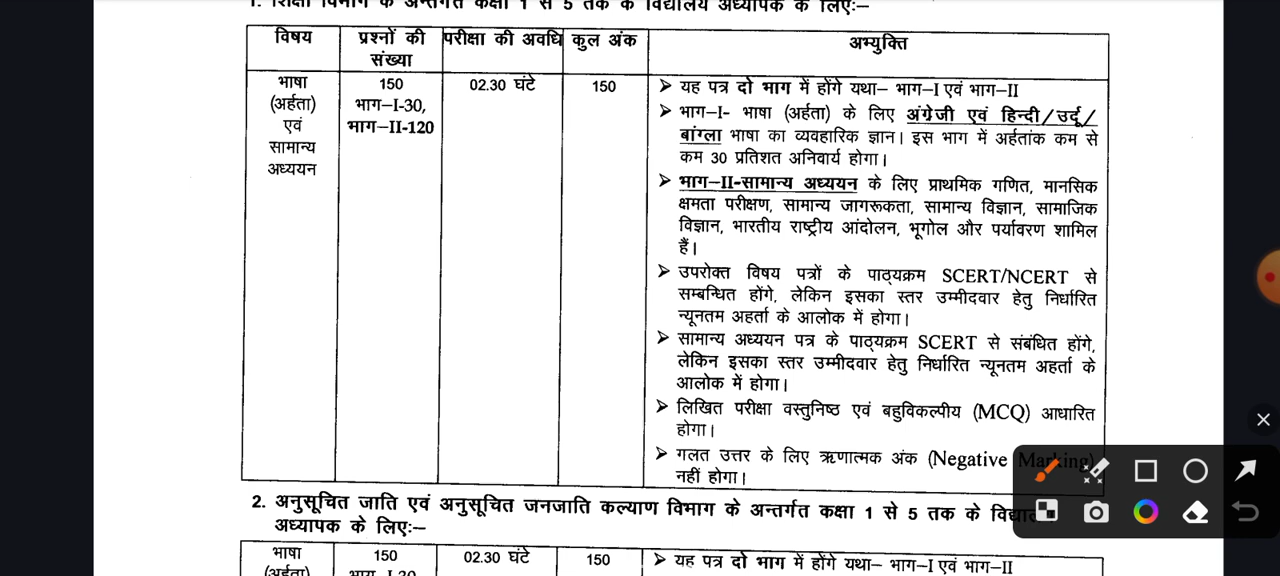 1. शिक्षा विभाग के अन्तर्गत कक्षा 1 से 5 तक के विद्यालय अध्यापक के लिए:–
विषय
प्रश्नों की
संख्या
परीक्षा की अवधि
कुल अंक
अभ्युक्ति
भाषा
(अर्हता)
एवं
सामान्य
अध्ययन
150
भाग–I-30,
भाग–II-120
02.30 घंटे
150
➢ यह पत्र दो भाग में होंगे यथा– भाग–I एवं भाग–II
➢ भाग–I- भाषा (अर्हता) के लिए अंग्रेजी एवं हिन्दी/उर्दू/
बांग्ला भाषा का व्यवहारिक ज्ञान। इस भाग में अर्हतांक कम से
कम 30 प्रतिशत अनिवार्य होगा।
➢ भाग–II-सामान्य अध्ययन के लिए प्राथमिक गणित, मानसिक
क्षमता परीक्षण, सामान्य जागरूकता, सामान्य विज्ञान, सामाजिक
विज्ञान, भारतीय राष्ट्रीय आंदोलन, भूगोल और पर्यावरण शामिल
हैं।
➢ उपरोक्त विषय पत्रों के पाठ्यक्रम SCERT/NCERT से
सम्बन्धित होंगे, लेकिन इसका स्तर उम्मीदवार हेतु निर्धारित
न्यूनतम अहर्ता के आलोक में होगा।
➢ सामान्य अध्ययन पत्र के पाठ्यक्रम SCERT से संबंधित होंगे,
लेकिन इसका स्तर उम्मीदवार हेतु निर्धारित न्यूनतम अहर्ता के
आलोक में होगा।
➢ लिखित परीक्षा वस्तुनिष्ठ एवं बहुविकल्पीय (MCQ) आधारित
होगा।
➢ गलत उत्तर के लिए ऋणात्मक अंक (Negative Marking)
नहीं होगा।
2. अनुसूचित जाति एवं अनुसूचित जनजाति कल्याण विभाग के अन्तर्गत कक्षा 1 से 5 तक के
अध्यापक के लिए:–
भाषा
(अर्हता)
150
भाग–I-30
02.30 घंटे
150
➢ यह पत्र दो भाग में होंगे यथा– भाग–I एवं भाग–II